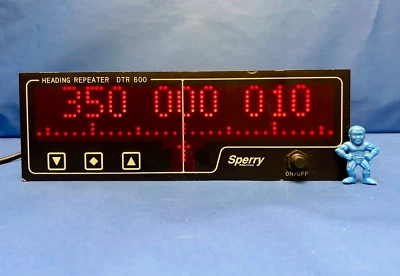 HEADING REPEATER DTR 600
350 000 010
Sperry
ON/OFF